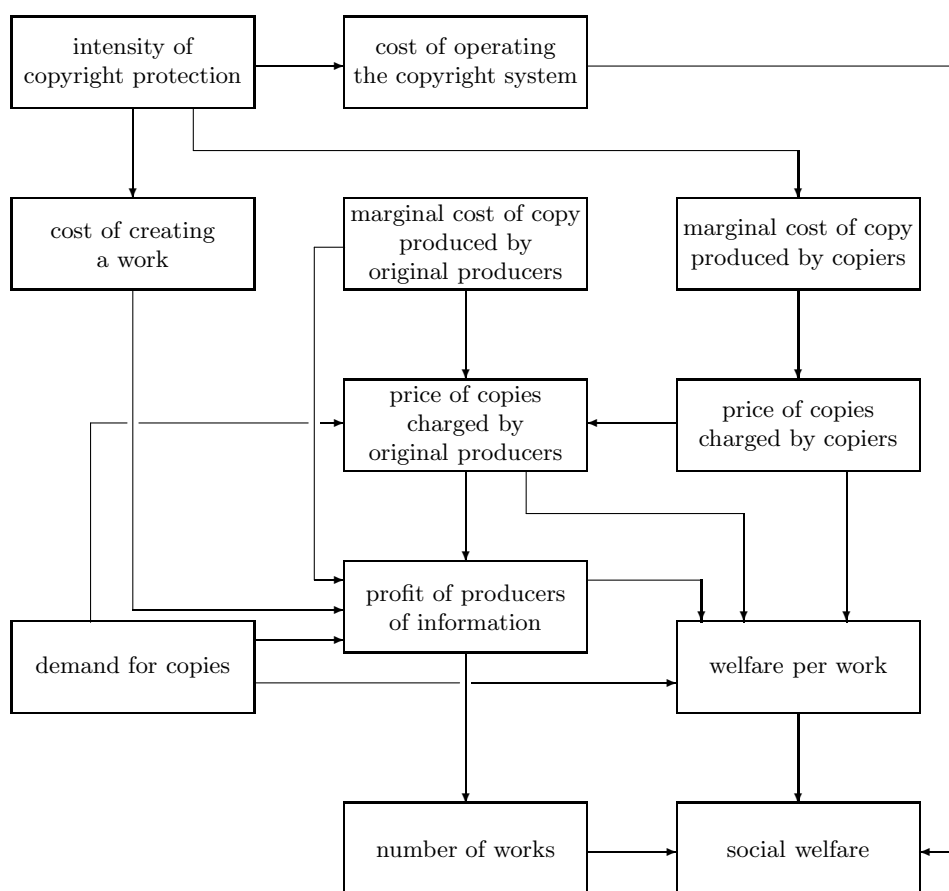 intensity of
copyright protection
cost of operating
the copyright system
cost of creating
a work
marginal cost of copy
produced by
original producers
marginal cost of copy
produced by copiers
price of copies
charged by
original producers
price of copies
charged by copiers
profit of producers
of information
demand for copies
welfare per work
number of works
social welfare